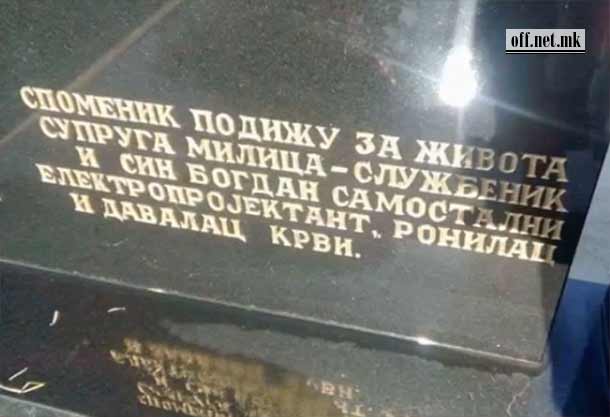 off.net.mk
СПОМЕНИК ПОДИЖУ ЗА ЖИВОТА
СУПРУГА МИЛИЦА-СЛУЖБЕНИК
И СИН БОГДАН САМОСТАЛНИ
ЕЛЕКТРОПРОЈЕКТАНТ, РОНИЛАЦ
И ДАВАЛАЦ КРВИ.